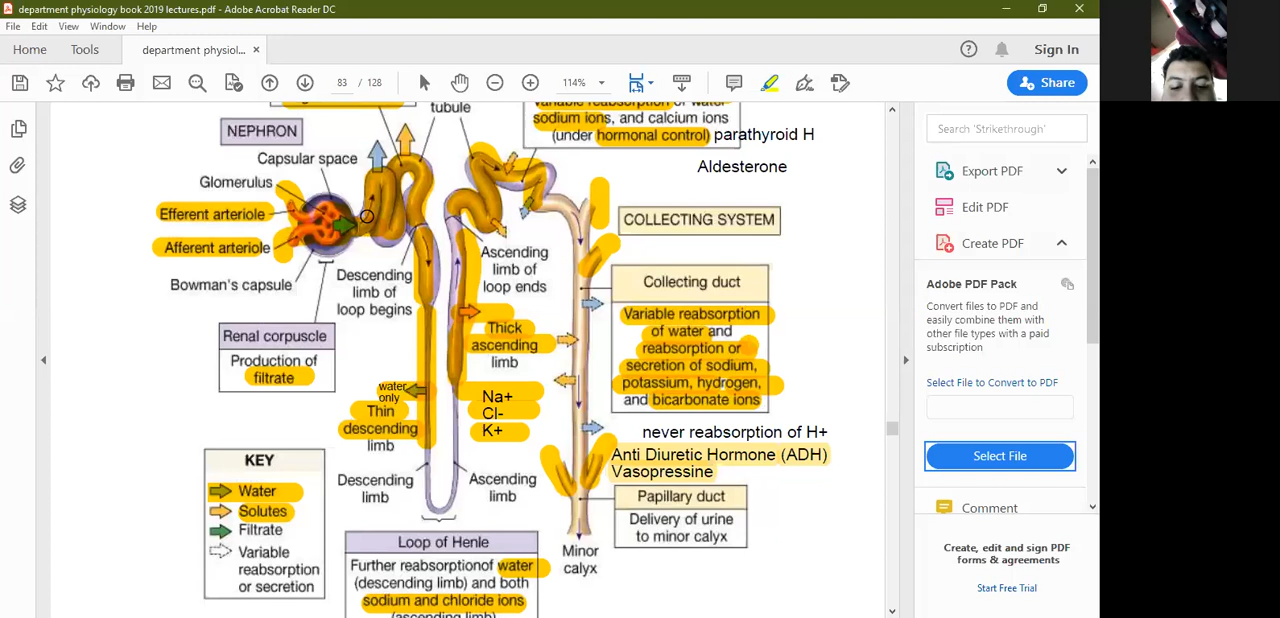 department physiology book 2019 lectures.pdf - Adobe Acrobat Reader DC
File Edit View Window Help
Home Tools department physiol... × Sign In
83 / 128 114% Share
tubule
variable reabsorption of water,
sodium ions, and calcium ions
(under hormonal control) parathyroid H
Aldesterone
NEPHRON
Capsular space
Glomerulus
Efferent arteriole
Afferent arteriole
Bowman's capsule
Renal corpuscle
Production of
filtrate
Descending
limb of
loop begins
Ascending
limb of
loop ends
Thick
ascending
limb
water
only
Thin
descending
limb
Na+
Cl-
K+
Descending
limb
Ascending
limb
Loop of Henle
Further reabsorptionof water
(descending limb) and both
sodium and chloride ions
(ascending limb)
KEY
Water
Solutes
Filtrate
Variable
reabsorption
or secretion
COLLECTING SYSTEM
Collecting duct
Variable reabsorption
of water and
reabsorption or
secretion of sodium,
potassium, hydrogen,
and bicarbonate ions
never reabsorption of H+
Anti Diuretic Hormone (ADH)
Vasopressine
Papillary duct
Delivery of urine
to minor calyx
Minor
calyx
Search 'Strikethrough'
Export PDF
Edit PDF
Create PDF
Adobe PDF Pack
Convert files to PDF and
easily combine them with
other file types with a paid
subscription
Select File to Convert to PDF
Select File
Comment
Create, edit and sign PDF
forms & agreements
Start Free Trial